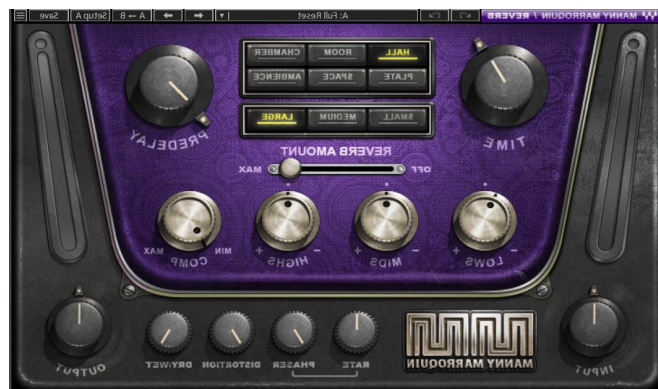 MANNY MARROQUIN / REVERB
A: Full Reset
A → B
Setup A
Save
HALL
ROOM
CHAMBER
PLATE
SPACE
AMBIENCE
SMALL
MEDIUM
LARGE
TIME
PREDELAY
REVERB AMOUNT
OFF
MAX
LOWS
MIDS
HIGHS
MIN
MAX
COMP
INPUT
MANNY MARROQUIN
RATE
PHASER
DISTORTION
DRY/WET
OUTPUT